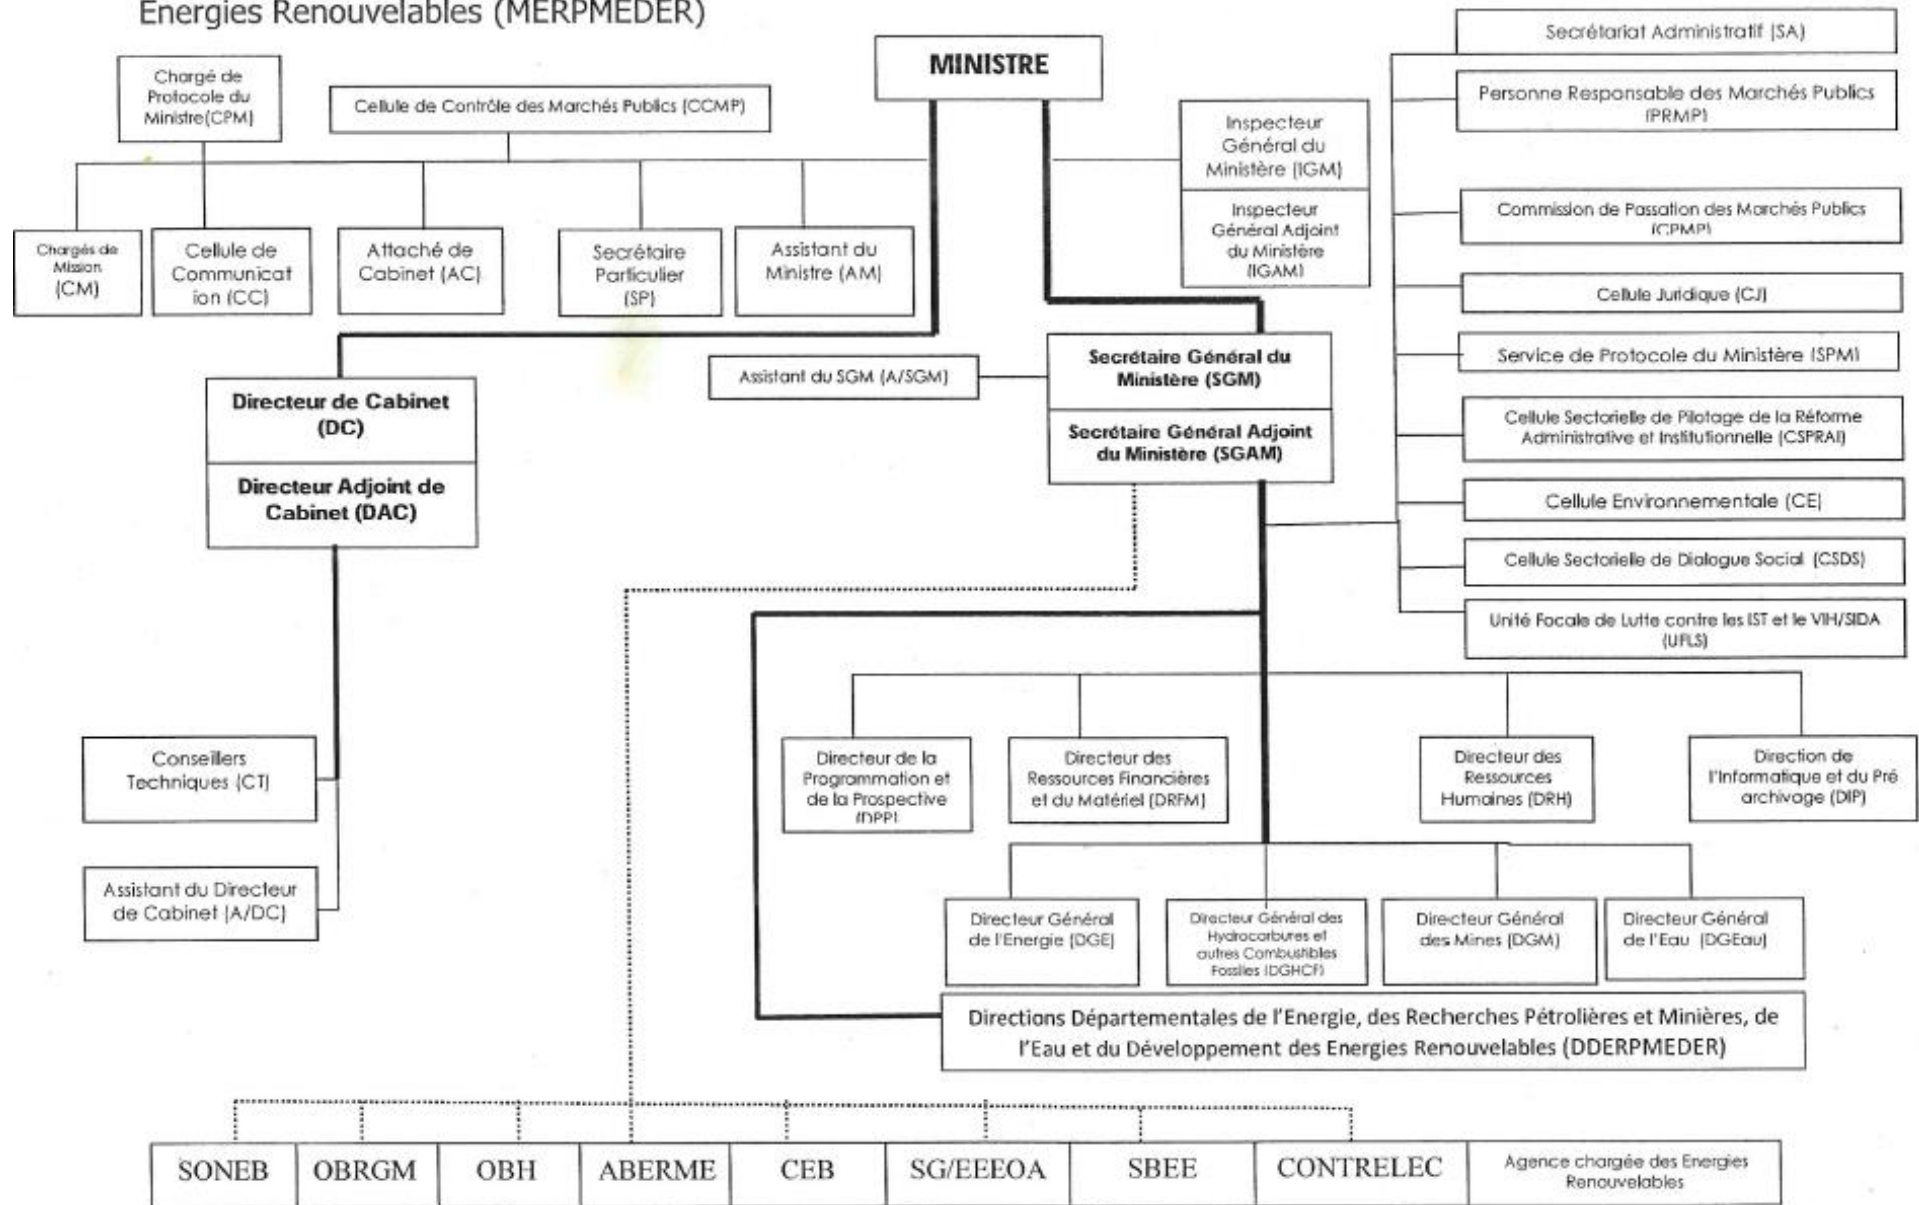 Energies Renouvelables (MERPMEDER)
MINISTRE
Chargé de
Protocole du
Ministre(CPM)
Cellule de Contrôle des Marchés Publics (CCMP)
Chargés de
Mission
(CM)
Cellule de
Communicat
ion (CC)
Attaché de
Cabinet (AC)
Secrétaire
Particulier
(SP)
Assistant du
Ministre (AM)
Inspecteur
Général du
Ministère (IGM)
Inspecteur
Général Adjoint
du Ministère
(IGAM)
Secrétariat Administratif (SA)
Personne Responsable des Marchés Publics
(PRMP)
Commission de Passation des Marchés Publics
(CPMP)
Cellule Juridique (CJ)
Service de Protocole du Ministère (SPM)
Cellule Sectorielle de Pilotage de la Réforme
Administrative et Institutionnelle (CSPRAI)
Cellule Environnementale (CE)
Cellule Sectorielle de Dialogue Social (CSDS)
Unité Focale de Lutte contre les IST et le VIH/SIDA
(UFLS)
Directeur de Cabinet
(DC)
Directeur Adjoint de
Cabinet (DAC)
Assistant du SGM (A/SGM)
Secrétaire Général du
Ministère (SGM)
Secrétaire Général Adjoint
du Ministère (SGAM)
Conseillers
Techniques (CT)
Assistant du Directeur
de Cabinet (A/DC)
Directeur de la
Programmation et
de la Prospective
(DPP)
Directeur des
Ressources Financières
et du Matériel (DRFM)
Directeur des
Ressources
Humaines (DRH)
Direction de
l'Informatique et du Pré
archivage (DIP)
Directeur Général
de l'Energie (DGE)
Directeur Général des
Hydrocarbures et
autres Combustibles
Fossiles (DGHCF)
Directeur Général
des Mines (DGM)
Directeur Général
de l'Eau (DGEau)
Directions Départementales de l'Energie, des Recherches Pétrolières et Minières, de
l'Eau et du Développement des Energies Renouvelables (DDERPMEDER)
SONEB
OBRGM
OBH
ABERME
CEB
SG/EEEOA
SBEE
CONTRELEC
Agence chargée des Energies
Renouvelables